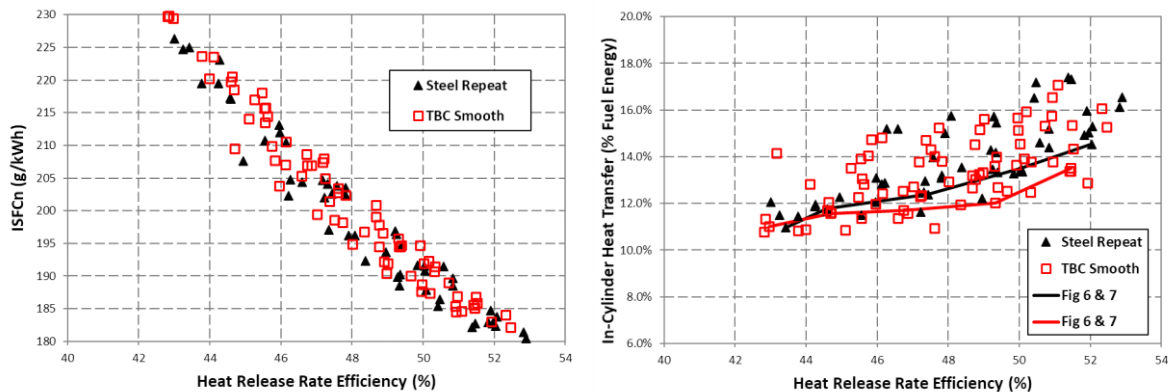 230
225
220
215
210
205
200
195
190
185
180
ISFCn (g/kWh)
40 42 44 46 48 50 52 54
Heat Release Rate Efficiency (%)
Steel Repeat
TBC Smooth
20.0%
18.0%
16.0%
14.0%
12.0%
10.0%
8.0%
6.0%
In-Cylinder Heat Transfer (% Fuel Energy)
40 42 44 46 48 50 52 54
Heat Release Rate Efficiency (%)
Steel Repeat
TBC Smooth
Fig 6 & 7
Fig 6 & 7